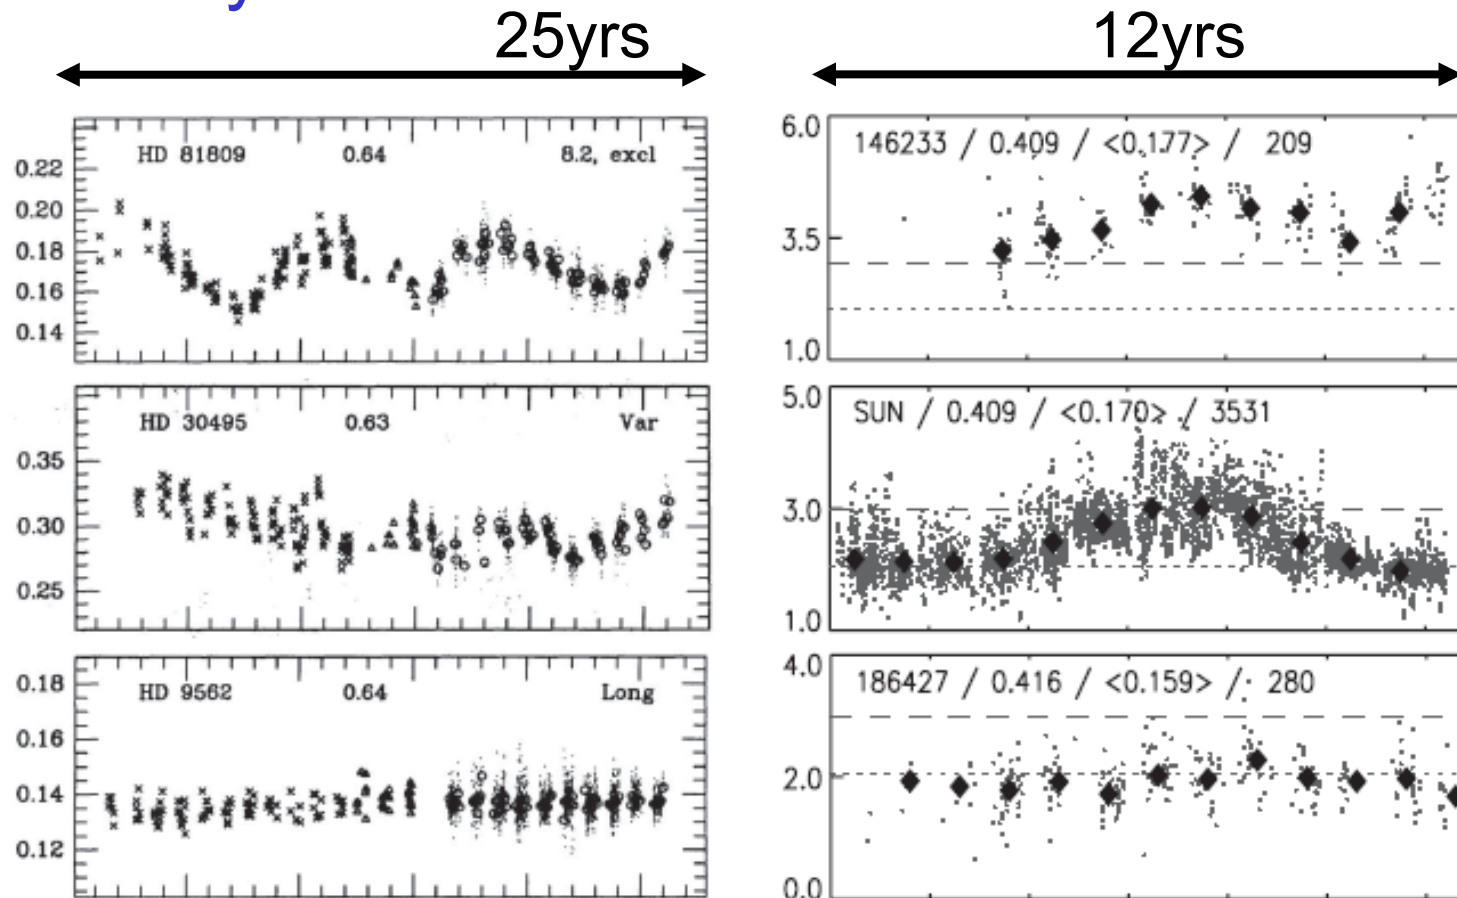 y
25yrs
12yrs
HD 81809 0.64 8.2, excl
0.22
0.20
0.18
0.16
0.14
146233 / 0.409 / <0.177> / 209
6.0
3.5
1.0
HD 30495 0.63 Var
0.35
0.30
0.25
SUN / 0.409 / <0.170> / 3531
5.0
3.0
1.0
HD 9562 0.64 Long
0.18
0.16
0.14
0.12
186427 / 0.416 / <0.159> / 280
4.0
2.0
0.0